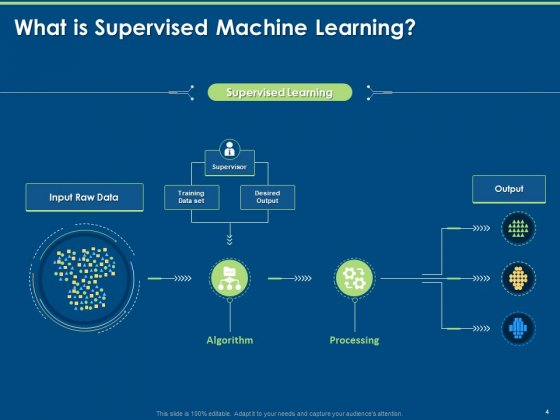 What is Supervised Machine Learning?
Supervised Learning
Supervisor
Training
Data set
Desired
Output
Input Raw Data
Output
Algorithm
Processing
This slide is 100% editable. Adapt it to your needs and capture your audience's attention.
4